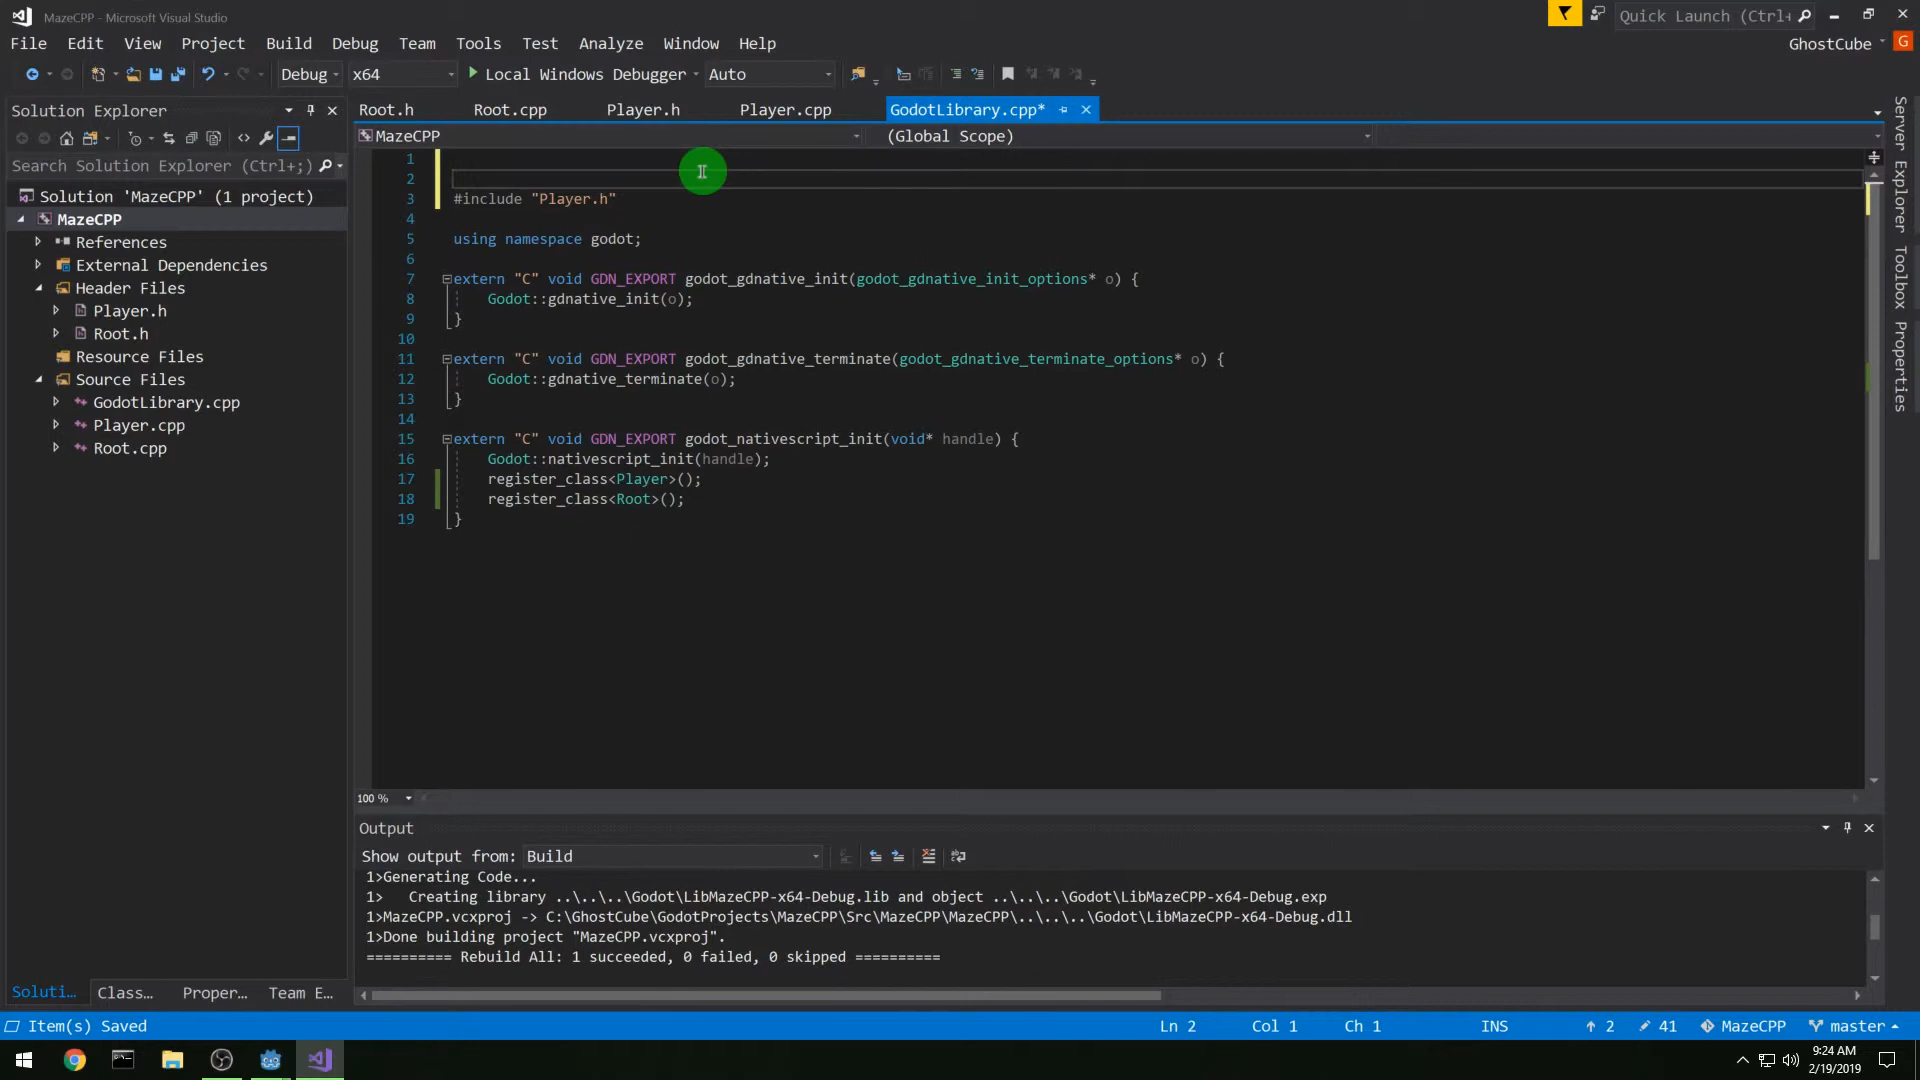 MazeCPP - Microsoft Visual Studio
Quick Launch (Ctrl+
File Edit View Project Build Debug Team Tools Test Analyze Window Help
GhostCube G
Debug x64 Local Windows Debugger Auto
Solution Explorer
Root.h Root.cpp Player.h Player.cpp GodotLibrary.cpp*
MazeCPP (Global Scope)
Search Solution Explorer (Ctrl+;)
Solution 'MazeCPP' (1 project)
MazeCPP
References
External Dependencies
Header Files
Player.h
Root.h
Resource Files
Source Files
GodotLibrary.cpp
Player.cpp
Root.cpp
1
2
3 #include "Player.h"
4
5 using namespace godot;
6
7 extern "C" void GDN_EXPORT godot_gdnative_init(godot_gdnative_init_options* o) {
8 Godot::gdnative_init(o);
9 }
10
11 extern "C" void GDN_EXPORT godot_gdnative_terminate(godot_gdnative_terminate_options* o) {
12 Godot::gdnative_terminate(o);
13 }
14
15 extern "C" void GDN_EXPORT godot_nativescript_init(void* handle) {
16 Godot::nativescript_init(handle);
17 register_class<Player>();
18 register_class<Root>();
19 }
Server Explorer
Toolbox
Properties
100 %
Output
Show output from: Build
1>Generating Code...
1> Creating library ..\..\..\Godot\LibMazeCPP-x64-Debug.lib and object ..\..\..\Godot\LibMazeCPP-x64-Debug.exp
1>MazeCPP.vcxproj -> C:\GhostCube\GodotProjects\MazeCPP\Src\MazeCPP\MazeCPP\..\..\..\Godot\LibMazeCPP-x64-Debug.dll
1>Done building project "MazeCPP.vcxproj".
========== Rebuild All: 1 succeeded, 0 failed, 0 skipped ==========
Soluti... Class... Proper... Team E...
Item(s) Saved
Ln 2 Col 1 Ch 1 INS 2 41 MazeCPP master
9:24 AM
2/19/2019